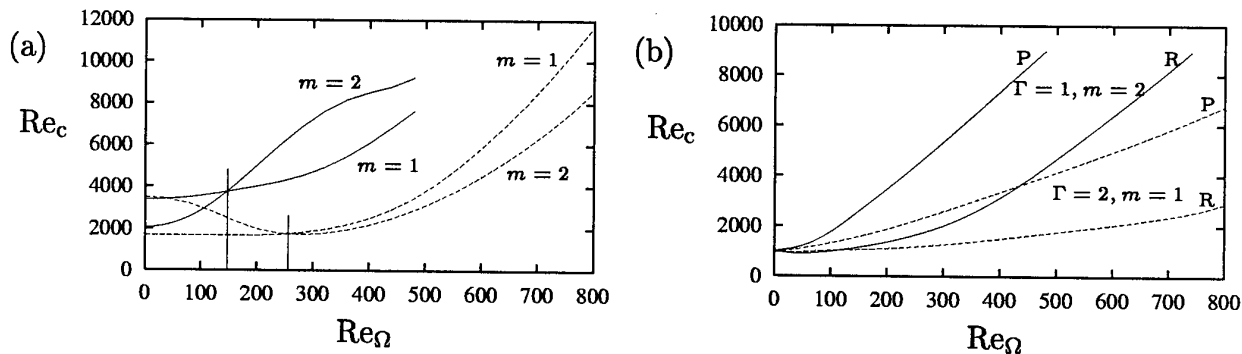 (a)
12000
10000
8000
6000
4000
2000
0
Re_c
m = 2
m = 1
m = 1
m = 2
0 100 200 300 400 500 600 700 800
Re_Ω
(b)
10000
8000
6000
4000
2000
0
Re_c
P
R
Γ = 1, m = 2
P
Γ = 2, m = 1
R
0 100 200 300 400 500 600 700 800
Re_Ω